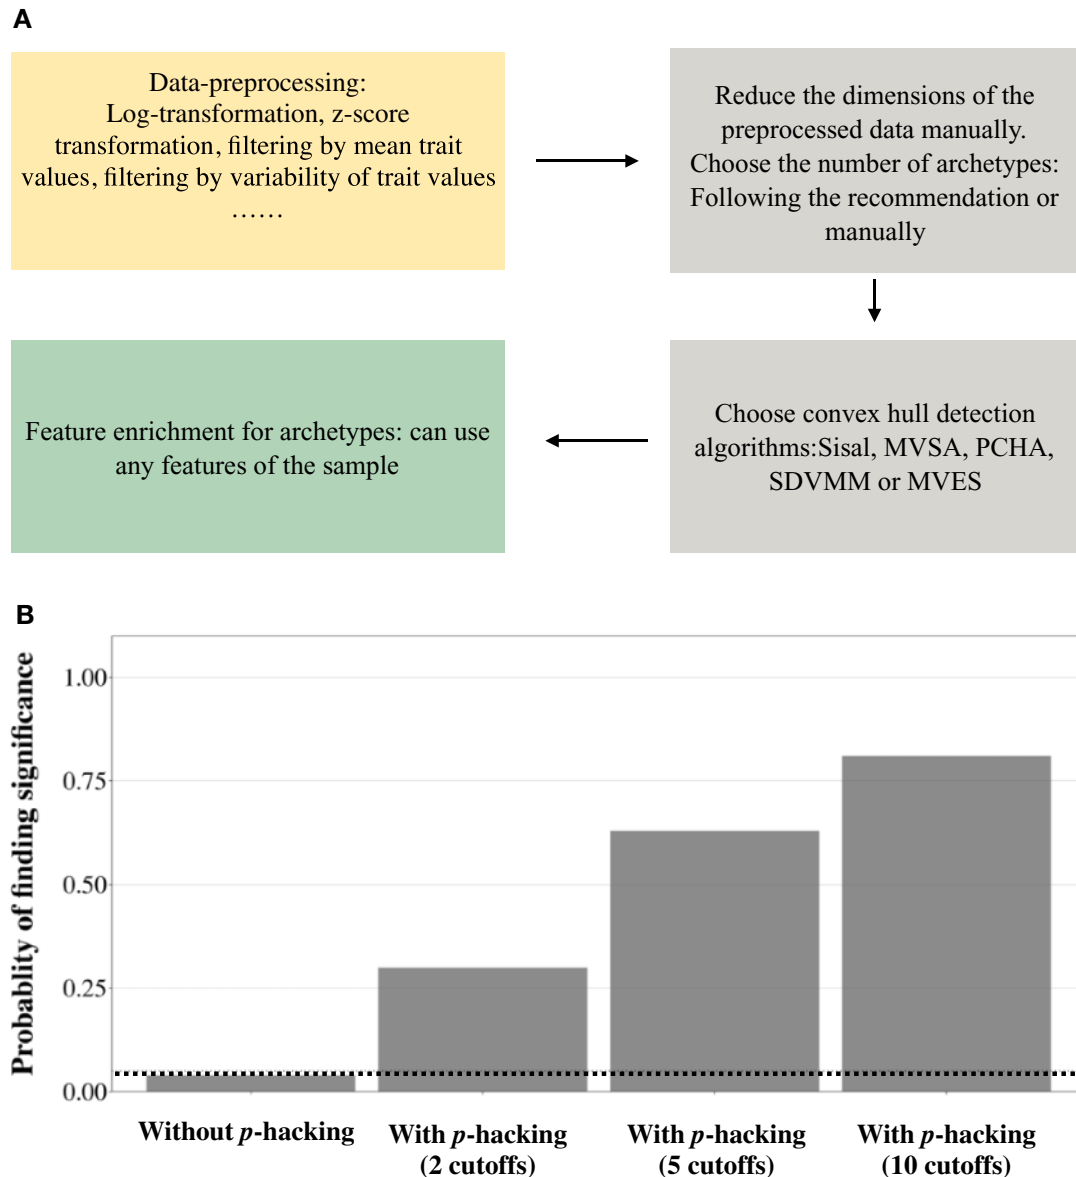 A
Data-preprocessing:
Log-transformation, z-score
transformation, filtering by mean trait
values, filtering by variability of trait values
……
Reduce the dimensions of the
preprocessed data manually.
Choose the number of archetypes:
Following the recommendation or
manually
Feature enrichment for archetypes: can use
any features of the sample
Choose convex hull detection
algorithms:Sisal, MVSA, PCHA,
SDVMM or MVES
B
Probablity of finding significance
1.00
0.75
0.50
0.25
0.00
Without p-hacking
With p-hacking
(2 cutoffs)
With p-hacking
(5 cutoffs)
With p-hacking
(10 cutoffs)